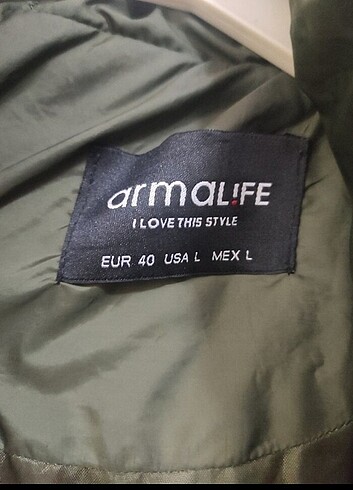 armaLIFE
I LOVE THIS STYLE
EUR 40 USA L MEX L